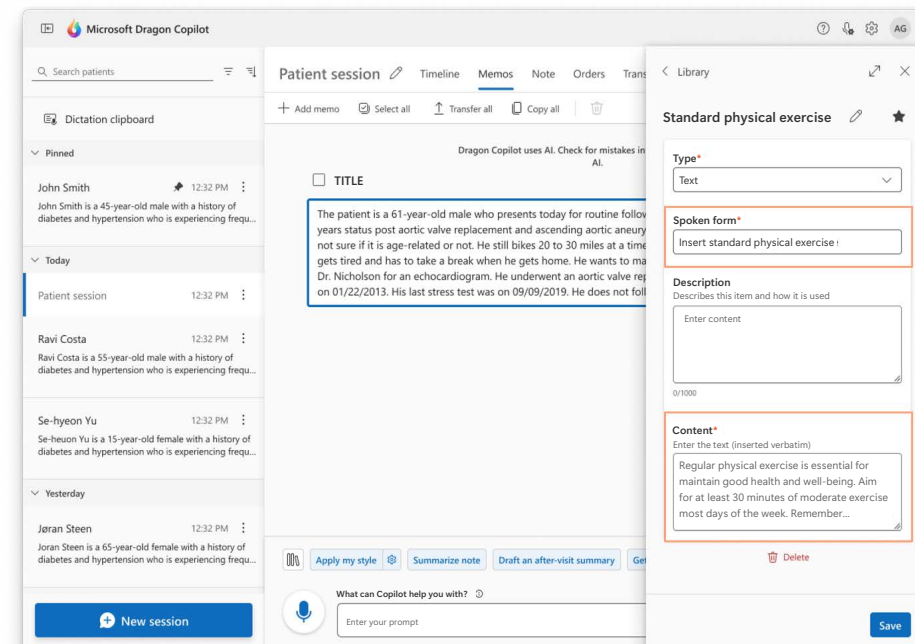 Microsoft Dragon Copilot
AG
Search patients
Dictation clipboard
Pinned
John Smith 12:32 PM
John Smith is a 45-year-old male with a history of
diabetes and hypertension who is experiencing frequ...
Today
Patient session 12:32 PM
Ravi Costa 12:32 PM
Ravi Costa is a 55-year-old male with a history of
diabetes and hypertension who is experiencing frequ...
Se-hyeon Yu 12:32 PM
Se-heuon Yu is a 15-year-old female with a history of
diabetes and hypertension who is experiencing frequ...
Yesterday
Jøran Steen 12:32 PM
Joran Steen is a 65-year-old female with a history of
diabetes and hypertension who is experiencing frequ...
New session
Patient session Timeline Memos Note Orders Trans
Add memo Select all Transfer all Copy all
Dragon Copilot uses AI. Check for mistakes in
AI.
TITLE
The patient is a 61-year-old male who presents today for routine follow
years status post aortic valve replacement and ascending aortic aneury
not sure if it is age-related or not. He still bikes 20 to 30 miles at a time
gets tired and has to take a break when he gets home. He wants to ma
Dr. Nicholson for an echocardiogram. He underwent an aortic valve rep
on 01/22/2013. His last stress test was on 09/09/2019. He does not foll
Apply my style Summarize note Draft an after-visit summary Get
What can Copilot help you with?
Enter your prompt
Library
Standard physical exercise
Type*
Text
Spoken form*
Insert standard physical exercise
Description
Describes this item and how it is used
Enter content
0/1000
Content*
Enter the text (inserted verbatim)
Regular physical exercise is essential for
maintain good health and well-being. Aim
for at least 30 minutes of moderate exercise
most days of the week. Remember...
Delete
Save